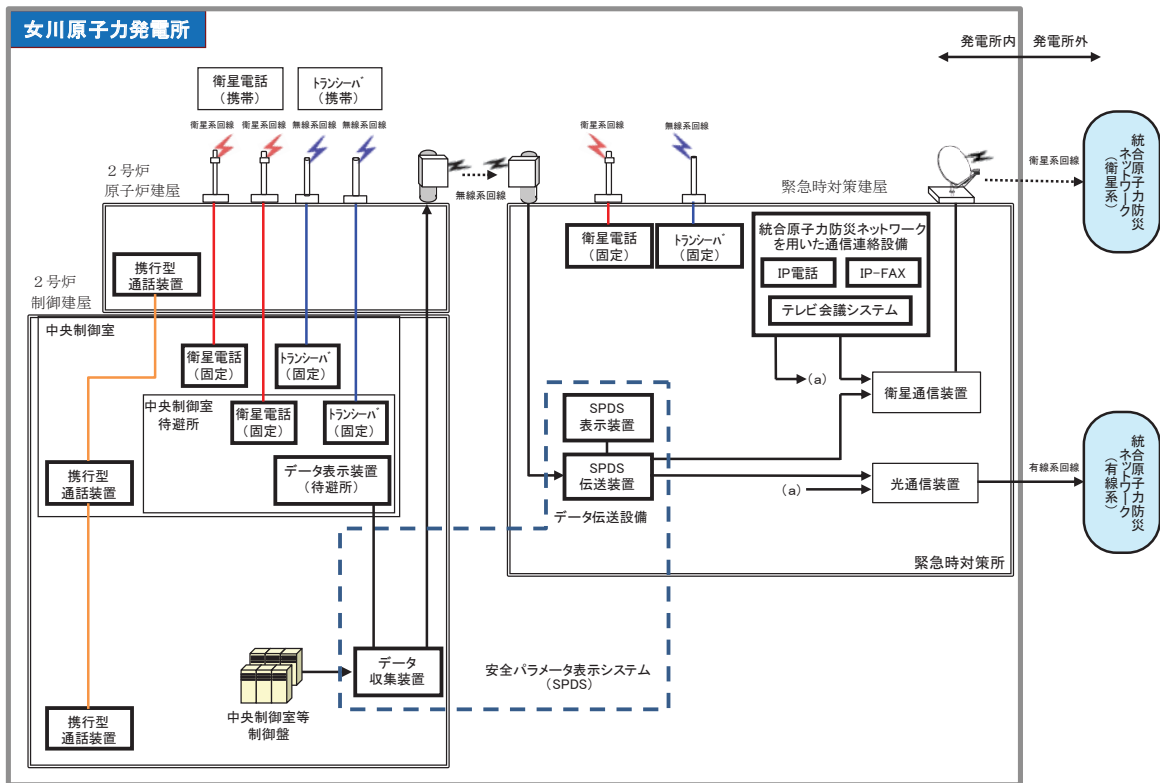 女川原子力発電所
発電所内
発電所外
衛星電話
(携帯)
トランシーバ
(携帯)
衛星系回線
衛星系回線
無線系回線
無線系回線
無線系回線
衛星系回線
無線系回線
衛星系回線
2号炉
原子炉建屋
緊急時対策建屋
統合原子力防災
ネットワーク
(衛星系)
携行型
通話装置
衛星電話
(固定)
トランシーバ
(固定)
統合原子力防災ネットワーク
を用いた通信連絡設備
IP電話
IP-FAX
テレビ会議システム
2号炉
制御建屋
中央制御室
衛星電話
(固定)
トランシーバ
(固定)
中央制御室
待避所
衛星電話
(固定)
トランシーバ
(固定)
(a)
衛星通信装置
SPDS
表示装置
携行型
通話装置
データ表示装置
(待避所)
SPDS
伝送装置
データ伝送設備
(a)
光通信装置
有線系回線
統合原子力防災
ネットワーク
(有線系)
緊急時対策所
データ
収集装置
安全パラメータ表示システム
(SPDS)
中央制御室等
制御盤
携行型
通話装置